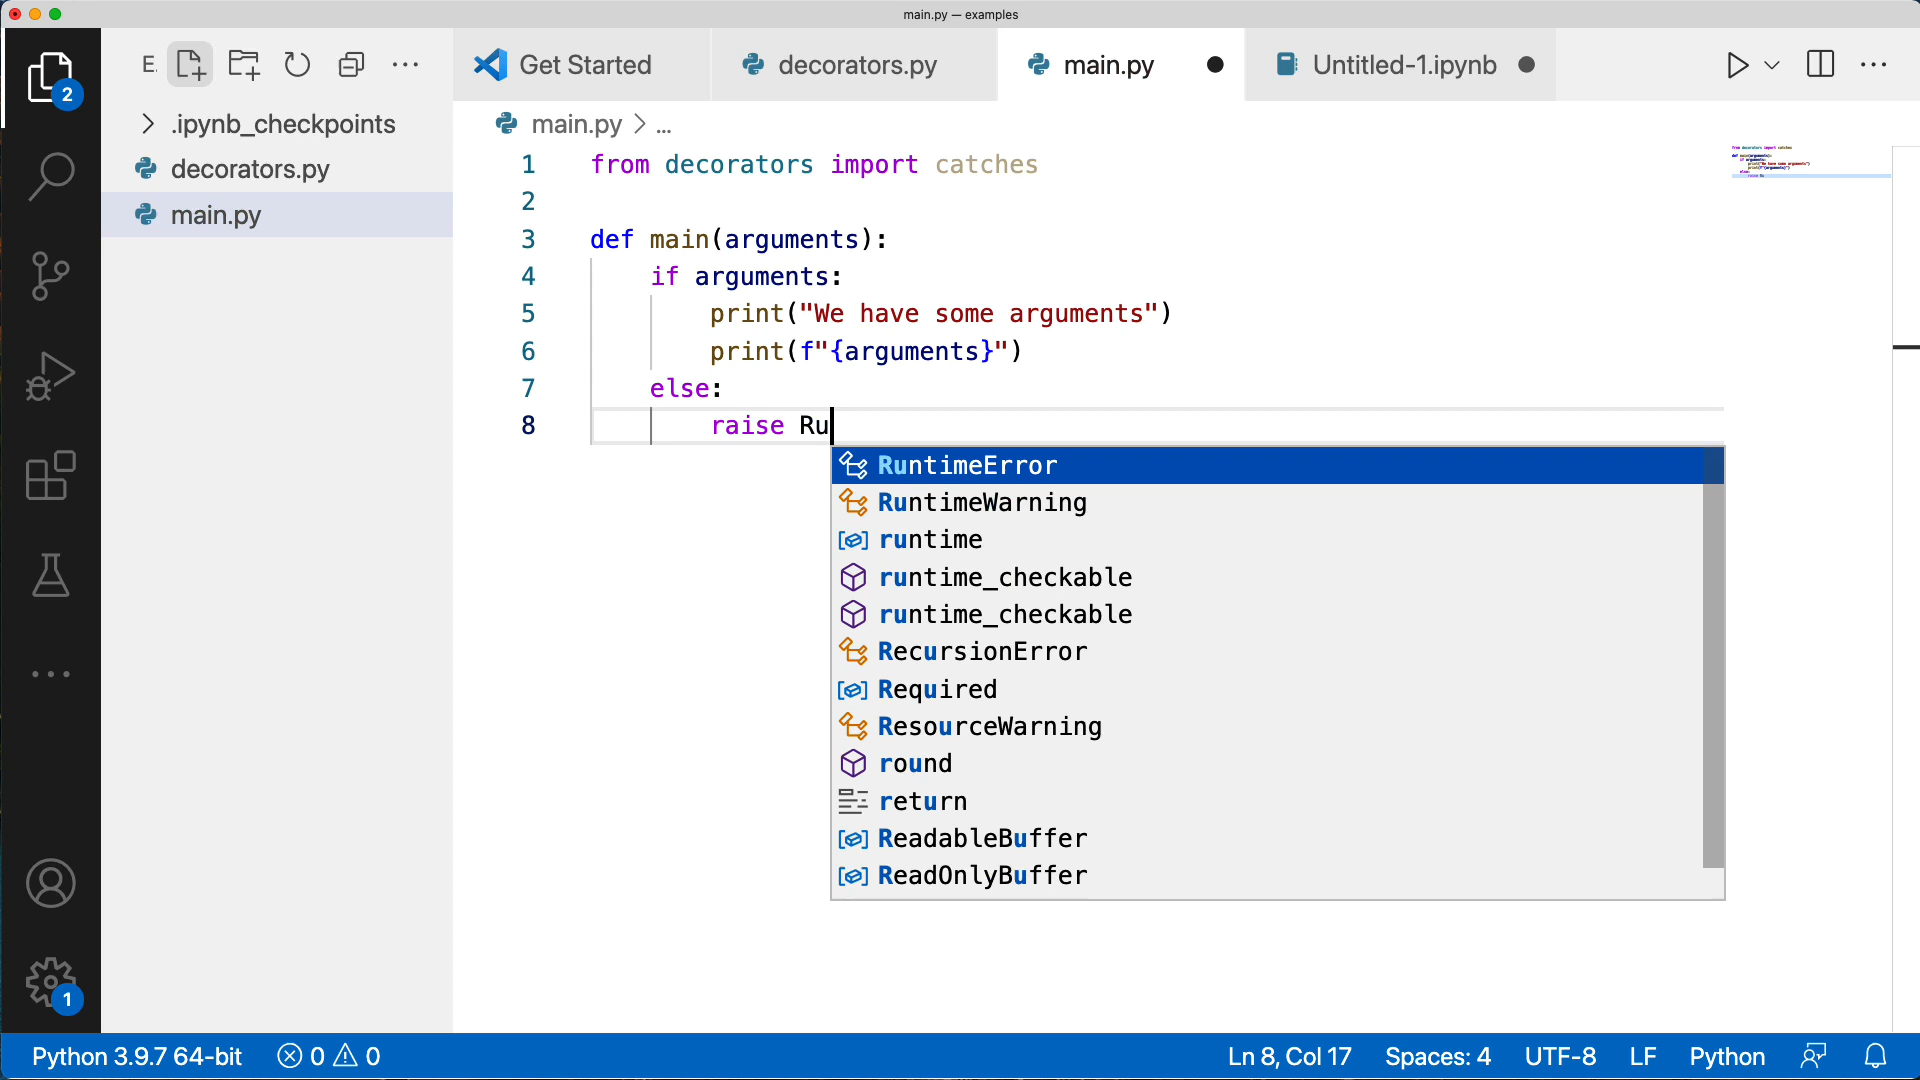 main.py — examples
E.
Get Started
decorators.py
main.py
Untitled-1.ipynb
2
.ipynb_checkpoints
decorators.py
main.py
main.py > ...
1 from decorators import catches
2
3 def main(arguments):
4 if arguments:
5 print("We have some arguments")
6 print(f"{arguments}")
7 else:
8 raise Ru
RuntimeError
RuntimeWarning
runtime
runtime_checkable
runtime_checkable
RecursionError
Required
ResourceWarning
round
return
ReadableBuffer
ReadOnlyBuffer
1
Python 3.9.7 64-bit
0
0
Ln 8, Col 17
Spaces: 4
UTF-8
LF
Python